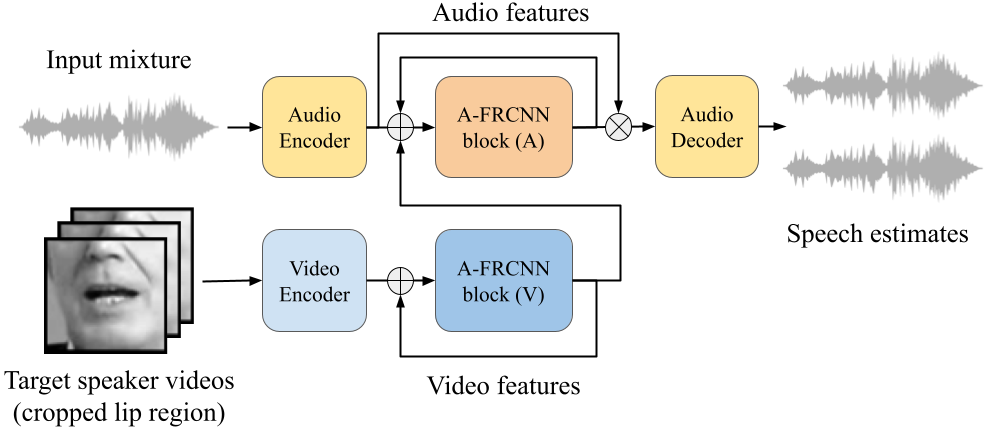 Audio features
Input mixture
Audio
Encoder
A-FRCNN
block (A)
Audio
Decoder
Speech estimates
Video
Encoder
A-FRCNN
block (V)
Video features
Target speaker videos
(cropped lip region)